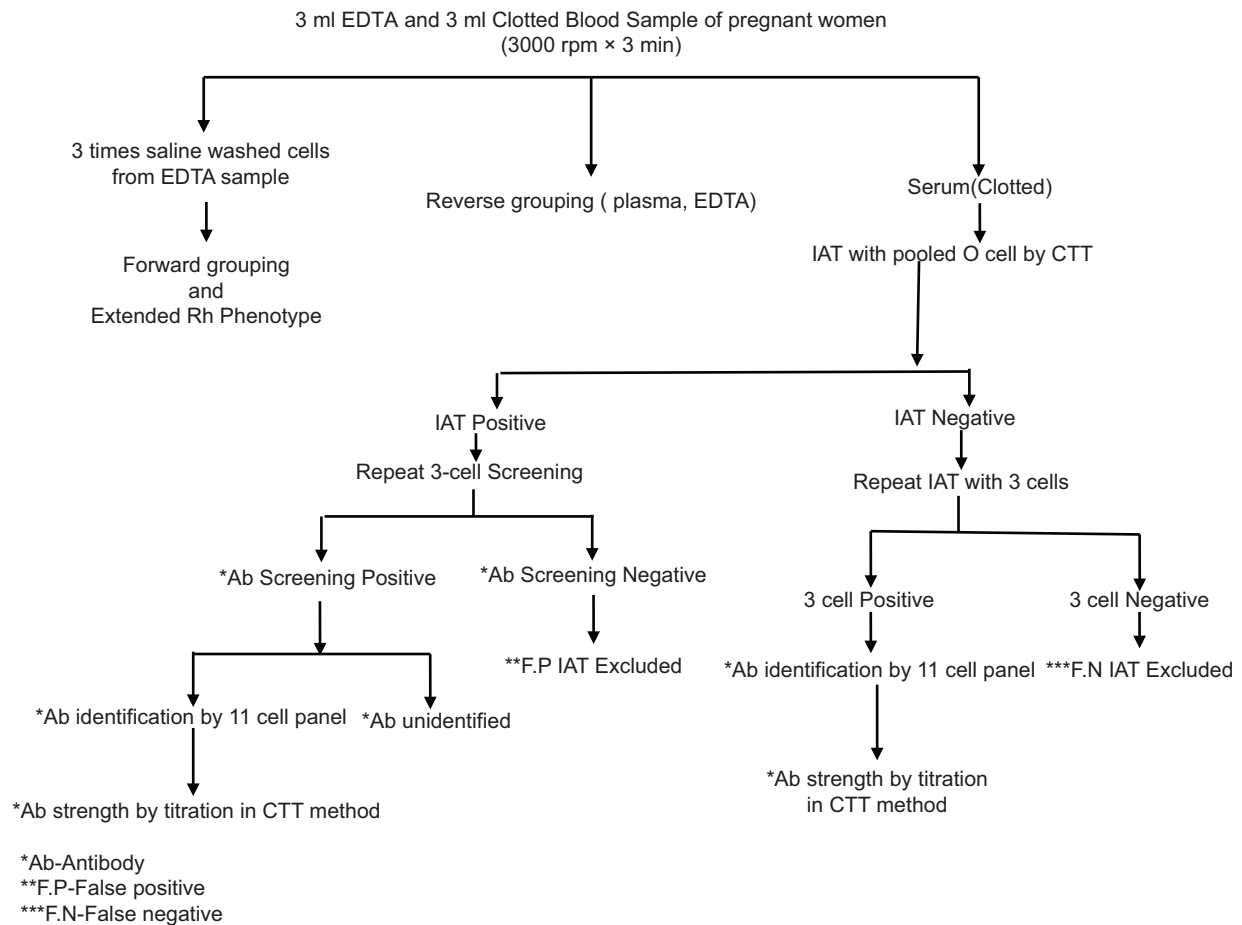 3 ml EDTA and 3 ml Clotted Blood Sample of pregnant women
(3000 rpm × 3 min)
3 times saline washed cells
from EDTA sample
Reverse grouping ( plasma, EDTA)
Serum(Clotted)
Forward grouping
and
Extended Rh Phenotype
IAT with pooled O cell by CTT
IAT Positive
IAT Negative
Repeat 3-cell Screening
Repeat IAT with 3 cells
*Ab Screening Positive
*Ab Screening Negative
3 cell Positive
3 cell Negative
**F.P IAT Excluded
*Ab identification by 11 cell panel
***F.N IAT Excluded
*Ab identification by 11 cell panel
*Ab unidentified
*Ab strength by titration
in CTT method
*Ab strength by titration in CTT method
*Ab-Antibody
**F.P-False positive
***F.N-False negative